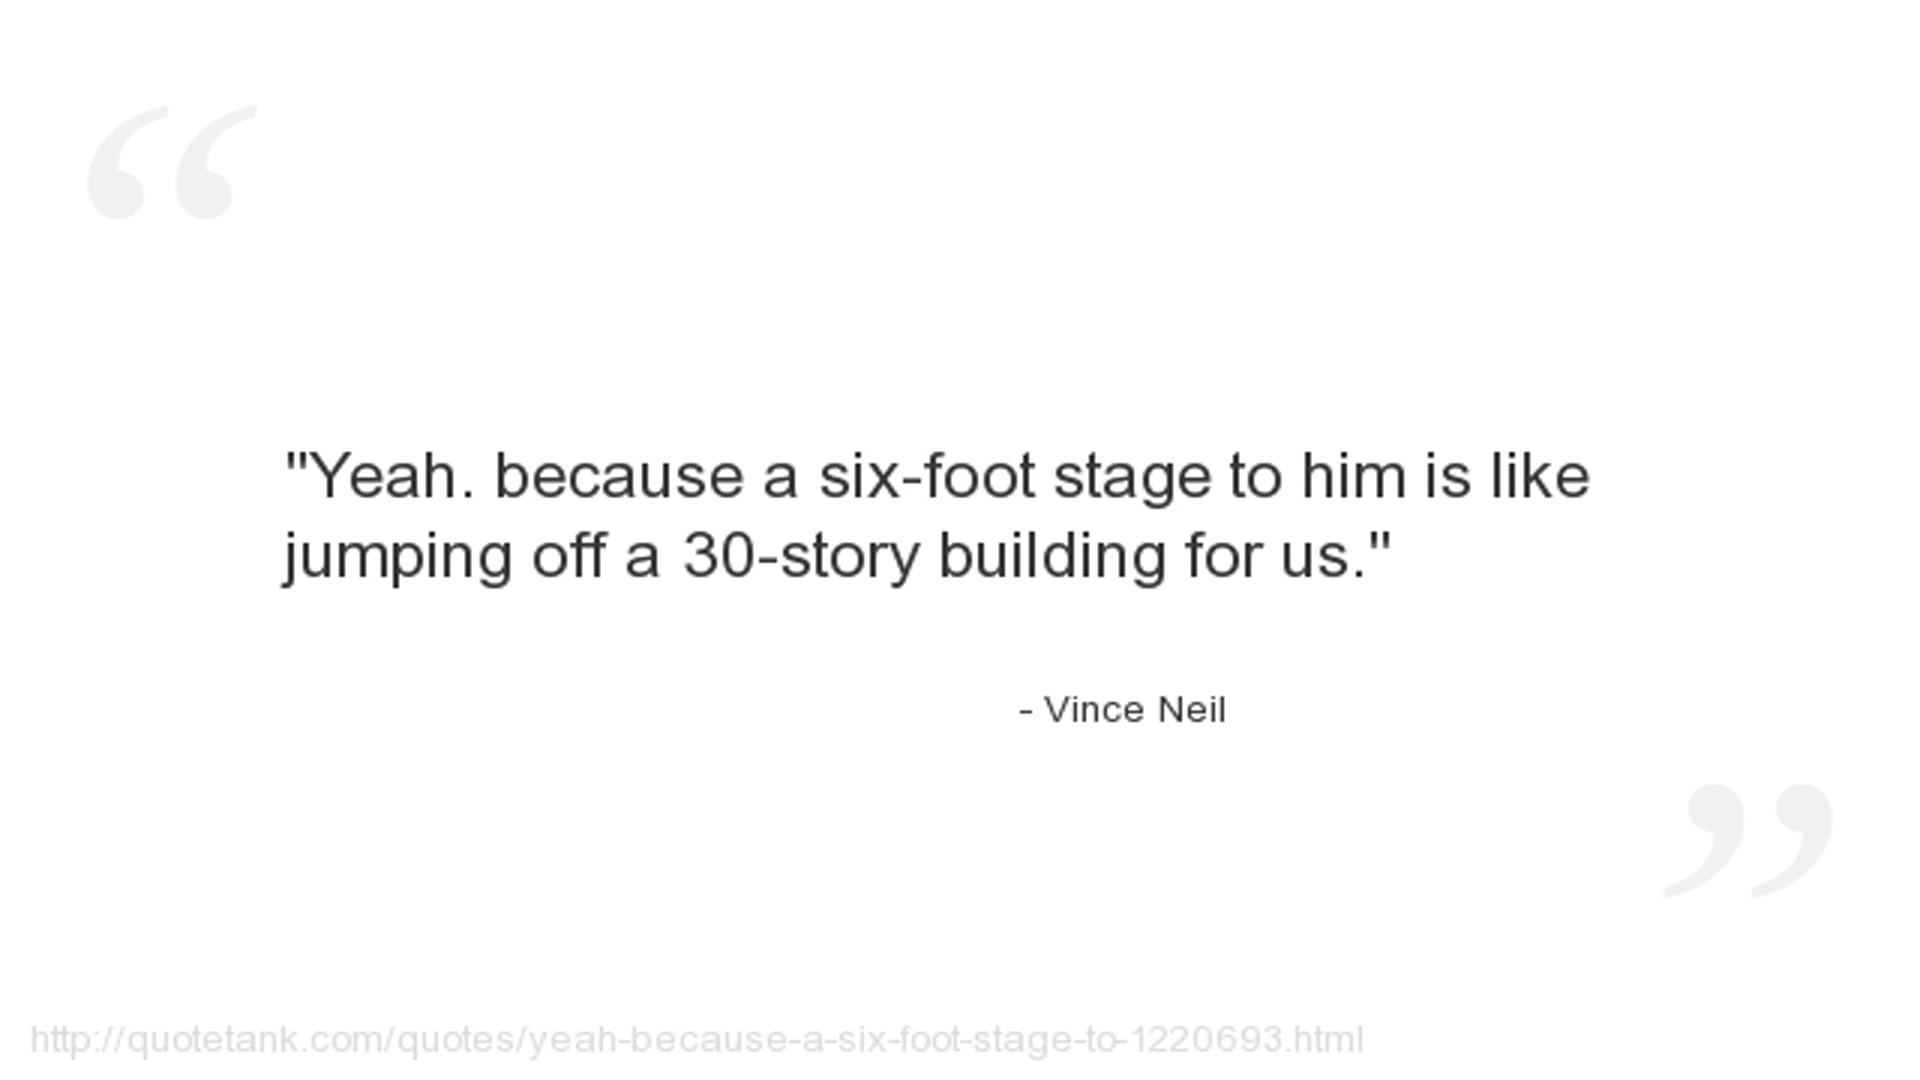 "Yeah. because a six-foot stage to him is like
jumping off a 30-story building for us."
- Vince Neil
http://quotetank.com/quotes/yeah-because-a-six-foot-stage-to-1220693.html